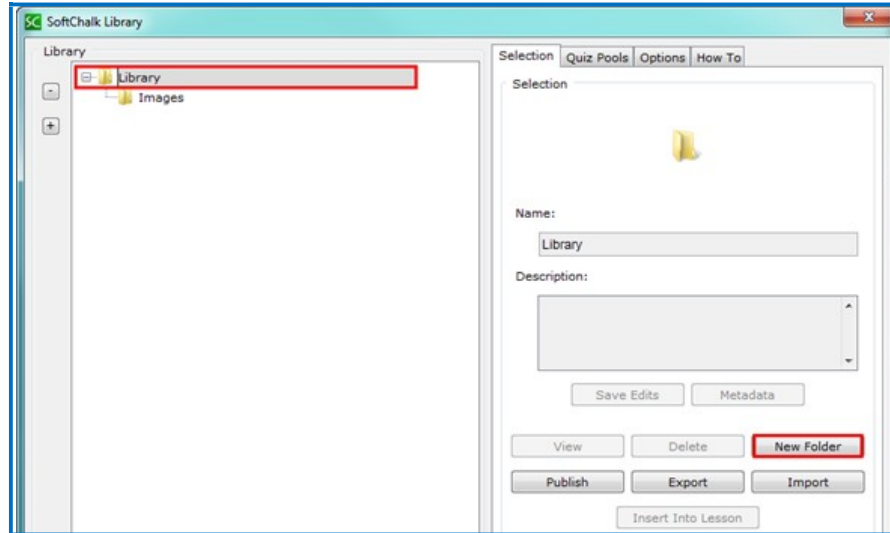 SC SoftChalk Library
x
Library
Library
Images
-
+
Selection Quiz Pools Options How To
Selection
Name:
Library
Description:
Save Edits Metadata
View Delete New Folder
Publish Export Import
Insert Into Lesson